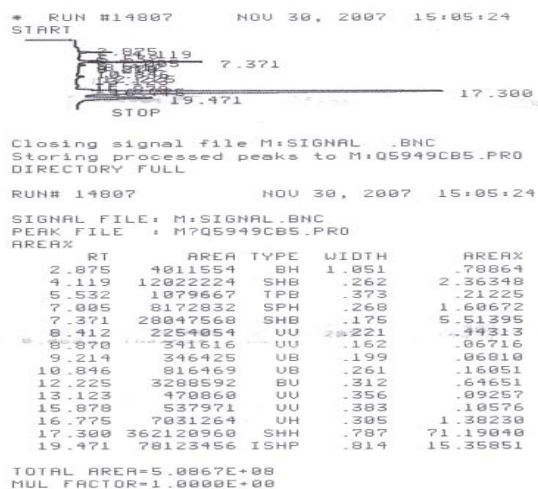 * RUN #14807 NOV 30, 2007 15:05:24
START
2.875
7.371
17.300
19.471
STOP
Closing signal file M:SIGNAL .BNC
Storing processed peaks to M:Q5949CB5.PRO
DIRECTORY FULL
RUN# 14807 NOV 30, 2007 15:05:24
SIGNAL FILE: M:SIGNAL.BNC
PEAK FILE : M?Q5949CB5.PRO
AREA%
RT AREA TYPE WIDTH AREA%
2.875 4011554 BH 1.051 .78864
4.119 12022224 SHB .262 2.36348
5.532 1079667 TPB .373 .21225
7.005 8172832 SPH .268 1.60672
7.371 28047568 SHB .175 5.51395
8.412 2254054 VV .221 .44313
8.870 341616 VV .162 .06716
9.214 346425 VB .199 .06810
10.846 816469 VB .261 .16051
12.225 3288592 BV .312 .64651
13.123 470860 VV .356 .09257
15.878 537971 VV .383 .10576
16.775 7031264 VH .305 1.38230
17.300 362120960 SHH .787 71.19040
19.471 78123456 ISHP .814 15.35851
TOTAL AREA=5.0867E+08
MUL FACTOR=1.0000E+00